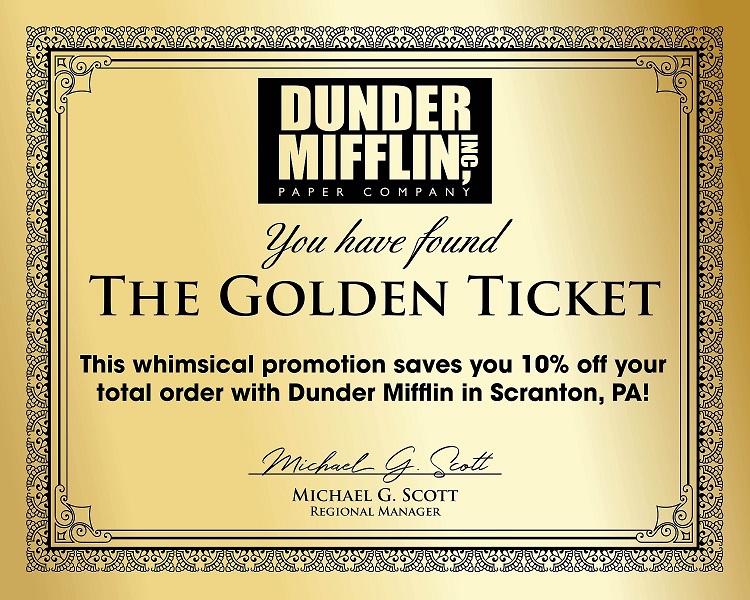 DUNDER
MIFFLIN INC,
PAPER COMPANY
You have found
THE GOLDEN TICKET
This whimsical promotion saves you 10% off your
total order with Dunder Mifflin in Scranton, PA!
Michael G. Scott
MICHAEL G. SCOTT
REGIONAL MANAGER